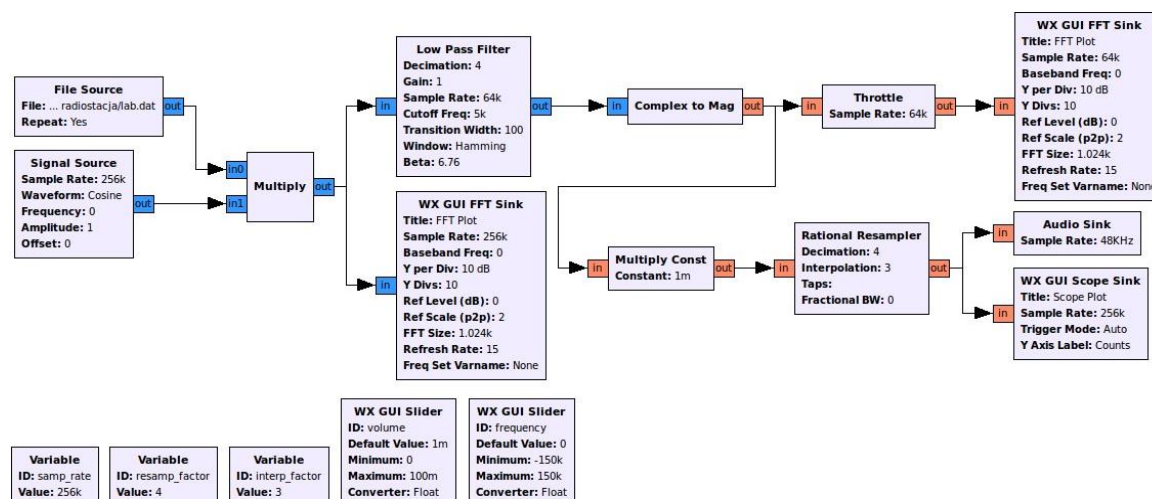 File Source
File: ... radiostacja/lab.dat
Repeat: Yes
out
Signal Source
Sample Rate: 256k
Waveform: Cosine
Frequency: 0
Amplitude: 1
Offset: 0
out
in0
in1
Multiply
out
Low Pass Filter
Decimation: 4
Gain: 1
Sample Rate: 64k
Cutoff Freq: 5k
Transition Width: 100
Window: Hamming
Beta: 6.76
in
out
WX GUI FFT Sink
Title: FFT Plot
Sample Rate: 256k
Baseband Freq: 0
Y per Div: 10 dB
Y Divs: 10
Ref Level (dB): 0
Ref Scale (p2p): 2
FFT Size: 1.024k
Refresh Rate: 15
Freq Set Varname: None
in
in
Complex to Mag
out
in
Throttle
Sample Rate: 64k
out
in
WX GUI FFT Sink
Title: FFT Plot
Sample Rate: 64k
Baseband Freq: 0
Y per Div: 10 dB
Y Divs: 10
Ref Level (dB): 0
Ref Scale (p2p): 2
FFT Size: 1.024k
Refresh Rate: 15
Freq Set Varname: None
in
Multiply Const
Constant: 1m
out
in
Rational Resampler
Decimation: 4
Interpolation: 3
Taps:
Fractional BW: 0
out
in
Audio Sink
Sample Rate: 48KHz
in
WX GUI Scope Sink
Title: Scope Plot
Sample Rate: 256k
Trigger Mode: Auto
Y Axis Label: Counts
Variable
ID: samp_rate
Value: 256k
Variable
ID: resamp_factor
Value: 4
Variable
ID: interp_factor
Value: 3
WX GUI Slider
ID: volume
Default Value: 1m
Minimum: 0
Maximum: 100m
Converter: Float
WX GUI Slider
ID: frequency
Default Value: 0
Minimum: -150k
Maximum: 150k
Converter: Float